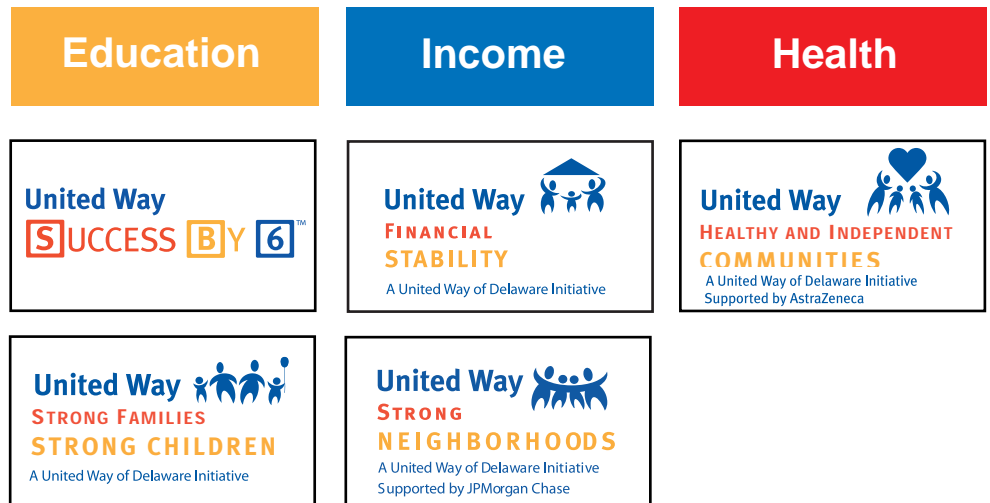 Education
Income
Health
United Way
SUCCESS BY 6™
United Way
FINANCIAL
STABILITY
A United Way of Delaware Initiative
United Way
HEALTHY AND INDEPENDENT
COMMUNITIES
A United Way of Delaware Initiative
Supported by AstraZeneca
United Way
STRONG FAMILIES
STRONG CHILDREN
A United Way of Delaware Initiative
United Way
STRONG
NEIGHBORHOODS
A United Way of Delaware Initiative
Supported by JPMorgan Chase